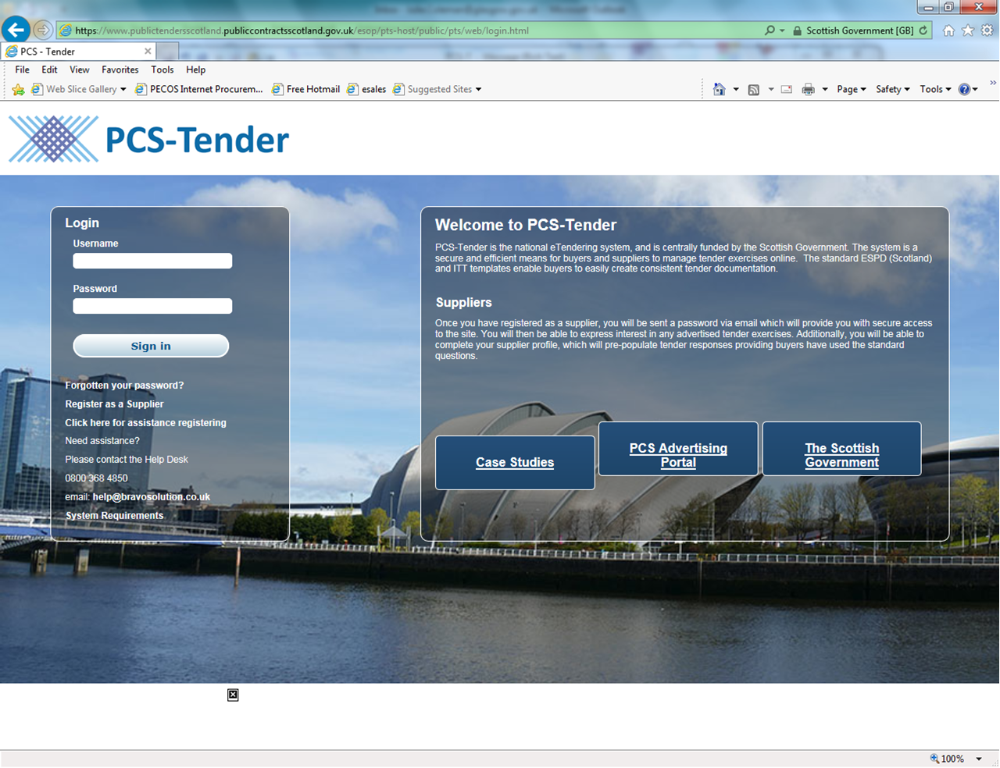 https://www.publictendersscotland.publiccontractsscotland.gov.uk/esop/pts-host/public/pts/web/login.html
Scottish Government [GB]
PCS - Tender
File Edit View Favorites Tools Help
Web Slice Gallery PECOS Internet Procurem... Free Hotmail esales Suggested Sites
Page Safety Tools
PCS-Tender
Login
Username
Password
Sign in
Forgotten your password?
Register as a Supplier
Click here for assistance registering
Need assistance?
Please contact the Help Desk
0800 368 4850
email: help@bravosolution.co.uk
System Requirements
Welcome to PCS-Tender
PCS-Tender is the national eTendering system, and is centrally funded by the Scottish Government. The system is a
secure and efficient means for buyers and suppliers to manage tender exercises online. The standard ESPD (Scotland)
and ITT templates enable buyers to easily create consistent tender documentation.
Suppliers
Once you have registered as a supplier, you will be sent a password via email which will provide you with secure access
to the site. You will then be able to express interest in any advertised tender exercises. Additionally, you will be able to
complete your supplier profile, which will pre-populate tender responses providing buyers have used the standard
questions.
Case Studies
PCS Advertising
Portal
The Scottish
Government
100%